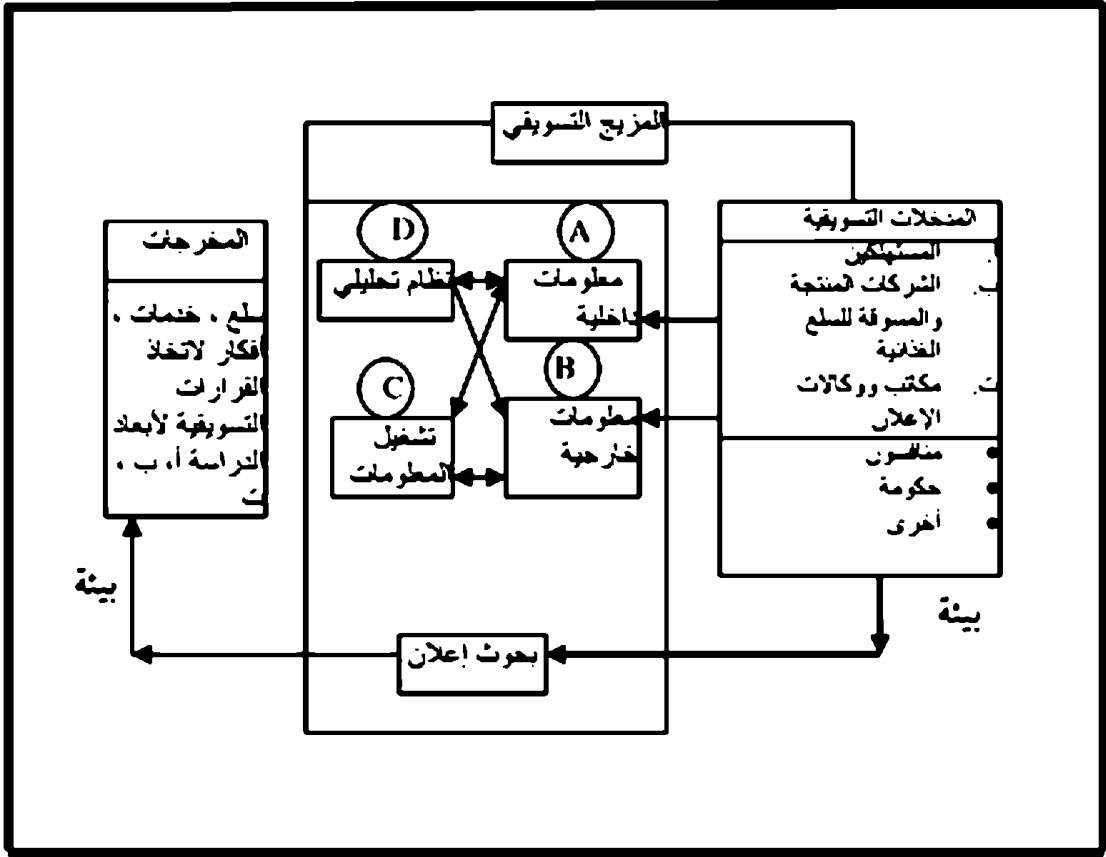 المزيج التسويقي
المدخلات التسويقية
أ. المستهلكين
ب. الشركات المنتجة
والمسوقة للسلع
الغذائية
ت. مكاتب ووكالات
الإعلان
• منافسون
• حكومة
• أخرى
بيئة
A
معلومات
داخلية
B
معلومات
خارجية
D
نظام تحليلي
C
تشغيل
المعلومات
بحوث إعلان
المخرجات
سلع ، خدمات ،
أفكار لاتخاذ
القرارات
التسويقية لأبعاد
الدراسة أ، ب ،
ت
بيئة